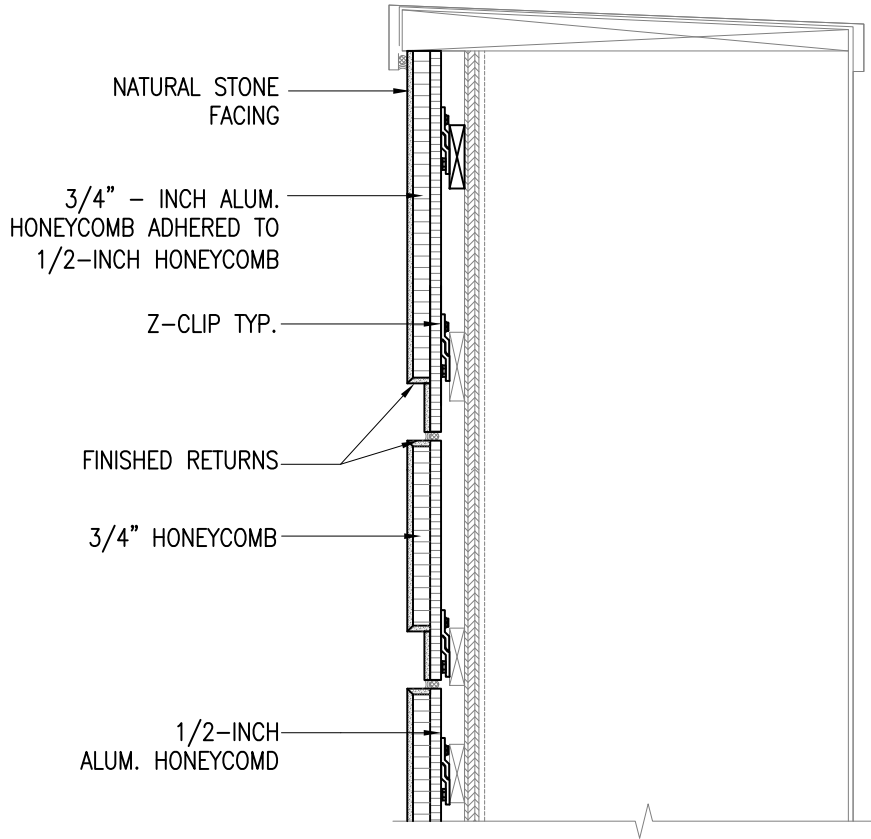 NATURAL STONE
FACING
3/4” – INCH ALUM.
HONEYCOMB ADHERED TO
1/2–INCH HONEYCOMB
Z–CLIP TYP.
FINISHED RETURNS
3/4” HONEYCOMB
1/2–INCH
ALUM. HONEYCOMD